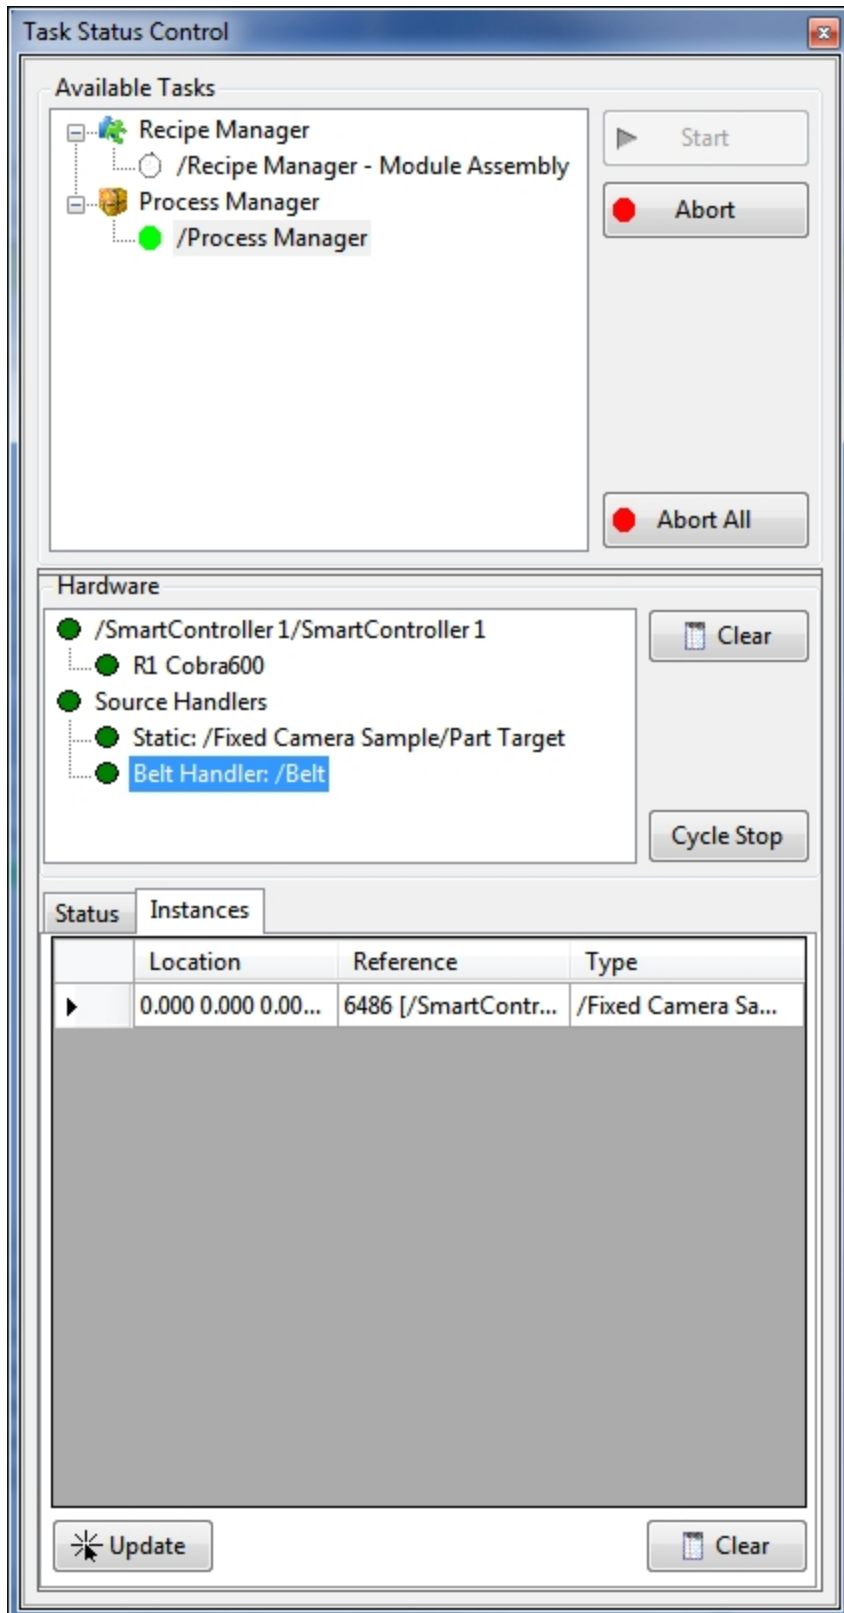 Task Status Control
Available Tasks
Recipe Manager
/Recipe Manager - Module Assembly
Process Manager
/Process Manager
Start
Abort
Abort All
Hardware
/SmartController 1/SmartController 1
R1 Cobra600
Source Handlers
Static: /Fixed Camera Sample/Part Target
Belt Handler: /Belt
Clear
Cycle Stop
Status Instances
Location Reference Type
0.000 0.000 0.00... 6486 [/SmartContr... /Fixed Camera Sa...
Update Clear